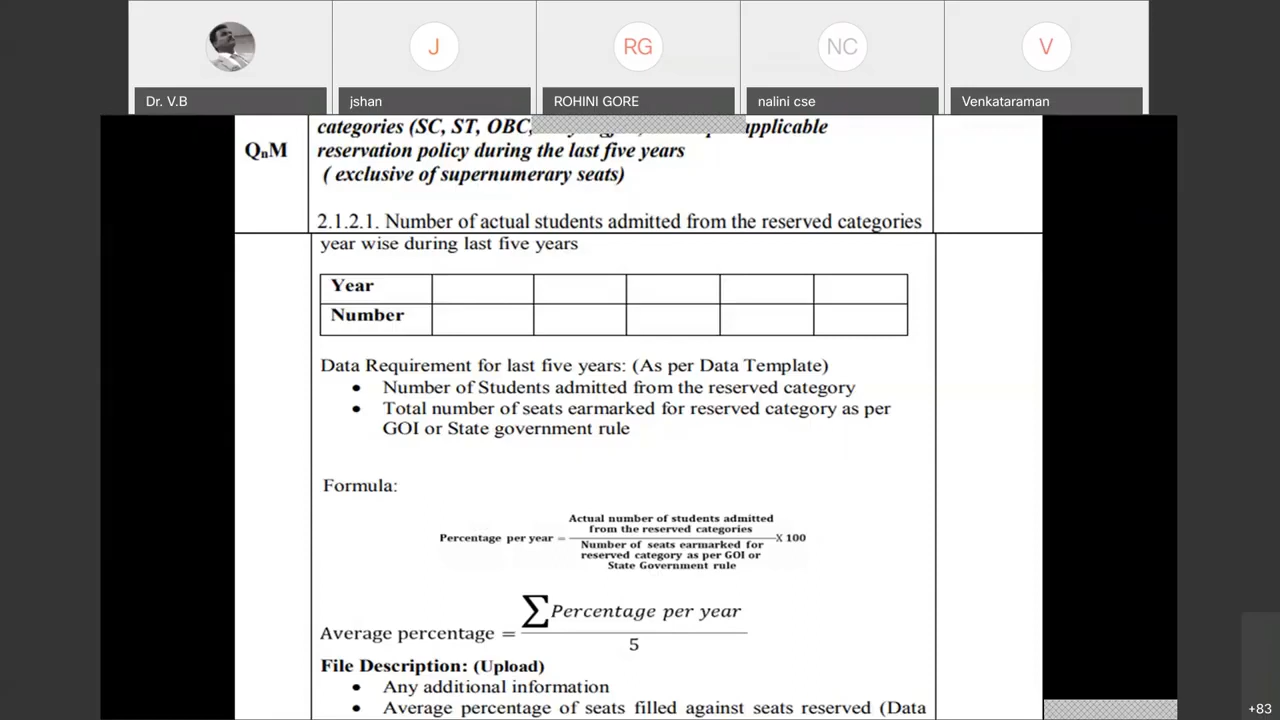 J
RG
NC
V
Dr. V.B
jshan
ROHINI GORE
nalini cse
Venkataraman
categories (SC, ST, OBC, applicable
QnM
reservation policy during the last five years
( exclusive of supernumerary seats)
2.1.2.1. Number of actual students admitted from the reserved categories
year wise during last five years
Year
Number
Data Requirement for last five years: (As per Data Template)
• Number of Students admitted from the reserved category
• Total number of seats earmarked for reserved category as per
GOI or State government rule
Formula:
Actual number of students admitted
from the reserved categories
Percentage per year = X 100
Number of seats earmarked for
reserved category as per GOI or
State Government rule
∑Percentage per year
Average percentage =
5
File Description: (Upload)
• Any additional information
• Average percentage of seats filled against seats reserved (Data
+83